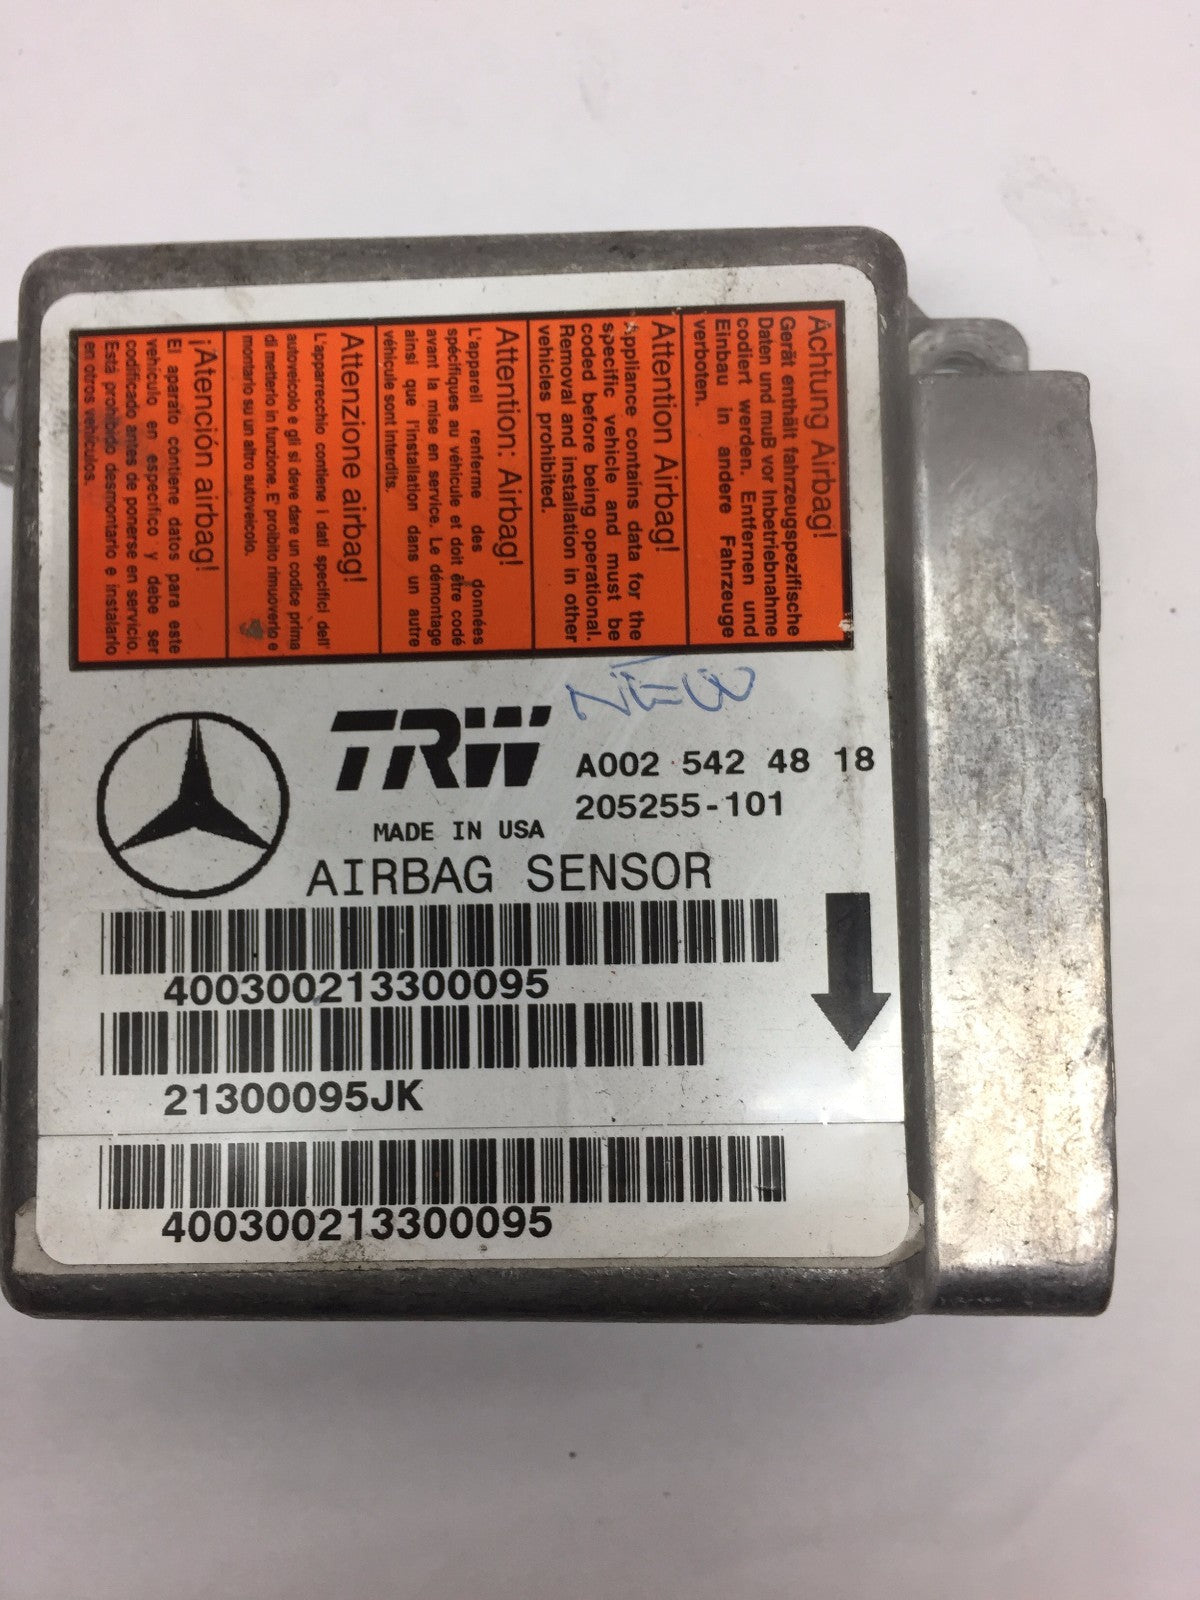 Achtung Airbag!
Gerät enthält fahrzeugspezifische
Daten und muß vor Inbetriebnahme
codiert werden. Entfernen und
Einbau in andere Fahrzeuge
verboten.
Attention Airbag!
Appliance contains data for the
specific vehicle and must be
coded before being operational.
Removal and installation in other
vehicles prohibited.
Attention: Airbag!
L'appareil renferme des données
spécifiques au véhicule et doit être codé
avant la mise en service. Le démontage
ainsi que l'installation dans un autre
véhicule sont interdits.
Attenzione airbag!
L'apparrecchio contiene i dati specifici dell'
autoveicolo e gli si deve dare un codice prima
di metterlo in funzione. E' proibito rimuoverlo e
montarlo su un altro autoveicolo.
¡Atención airbag!
El aparato contiene datos para este
vehículo en específico y debe ser
codificado antes de ponerse en servicio.
Está prohibido desmontarlo e instalarlo
en otros vehículos.
NEW
TRW
A002 542 48 18
205255-101
MADE IN USA
AIRBAG SENSOR
400300213300095
21300095JK
400300213300095